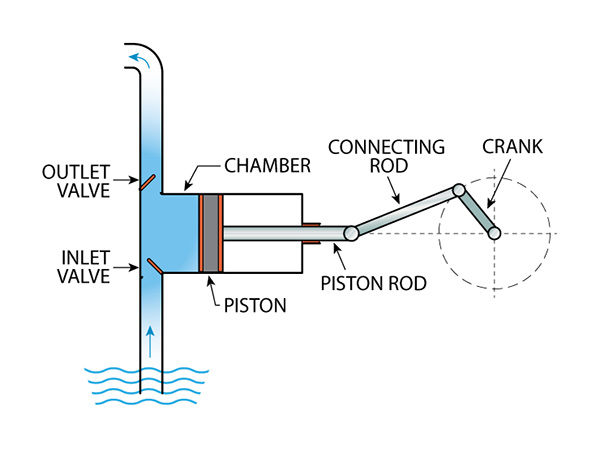 OUTLET
VALVE
CHAMBER
CONNECTING
ROD
CRANK
INLET
VALVE
PISTON
PISTON ROD